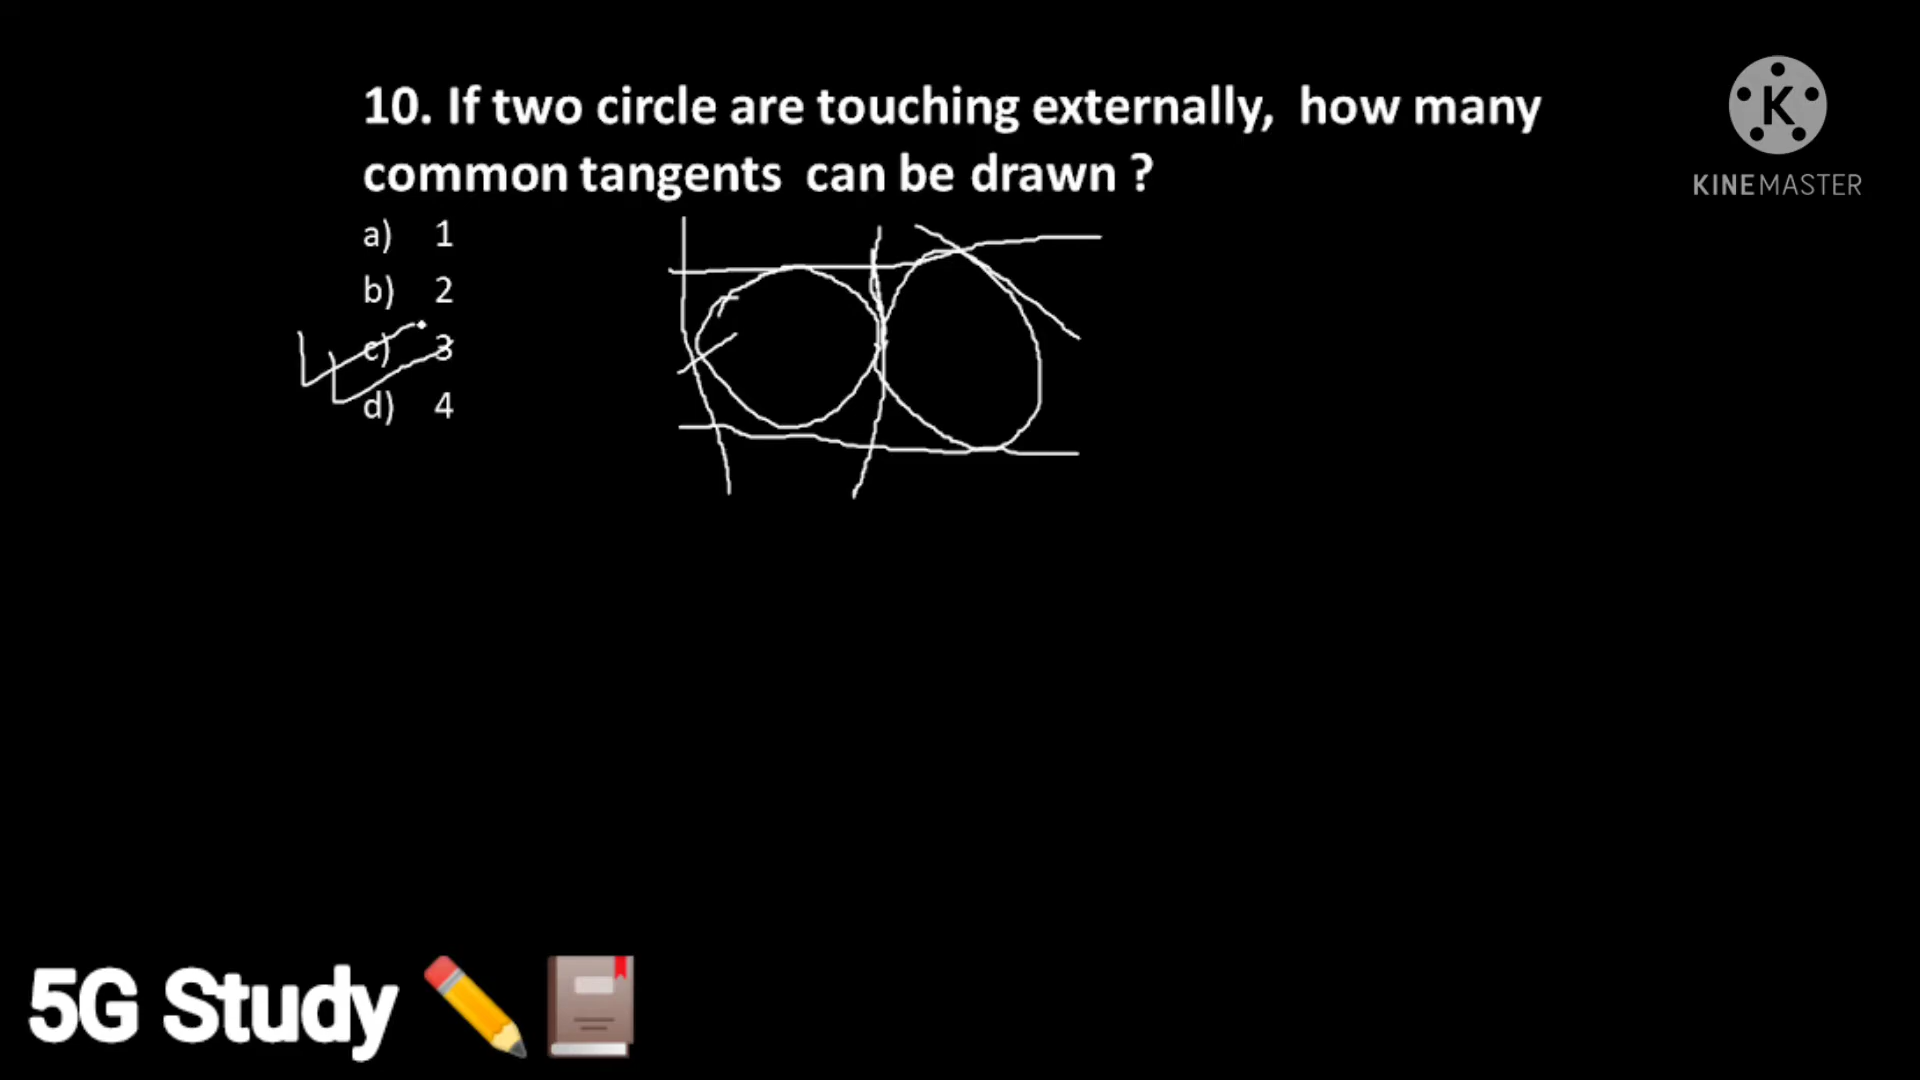 10. If two circle are touching externally, how many
common tangents can be drawn ?
a) 1
b) 2
c) 3
d) 4
K
KINEMASTER
5G Study